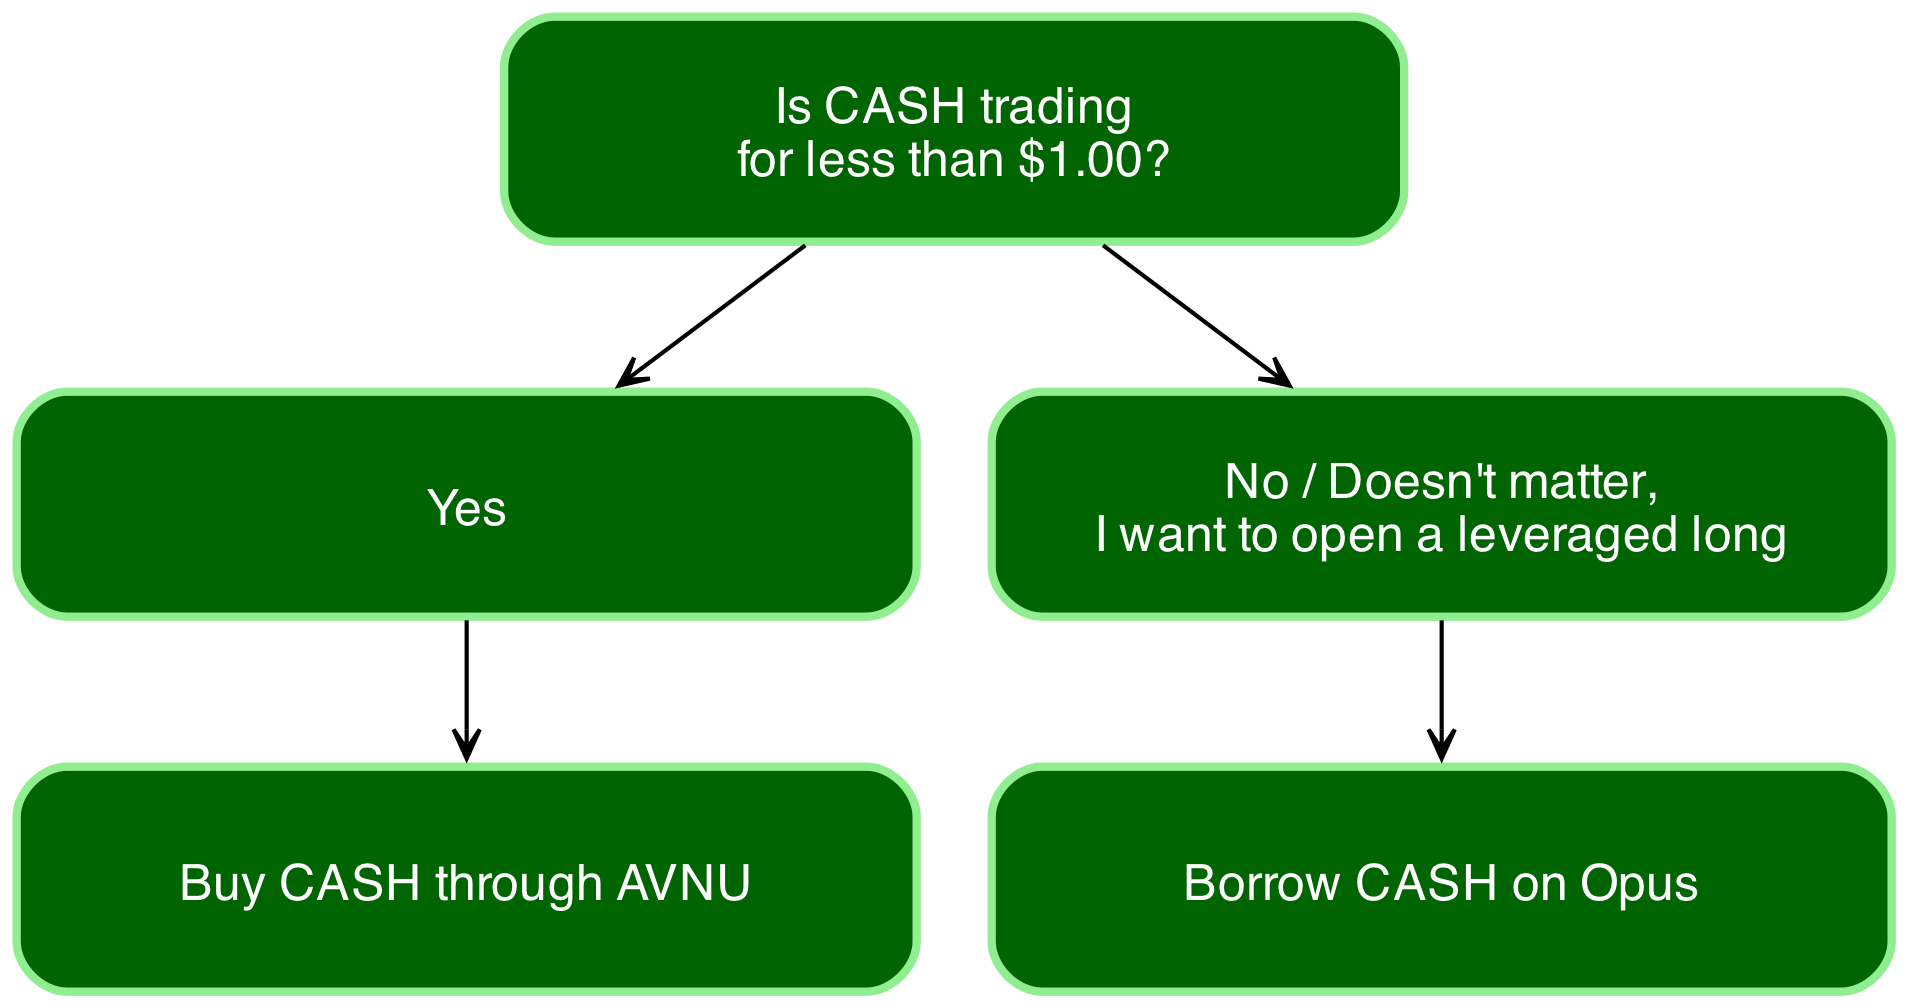 Is CASH trading
for less than $1.00?
Yes
No / Doesn't matter,
I want to open a leveraged long
Buy CASH through AVNU
Borrow CASH on Opus